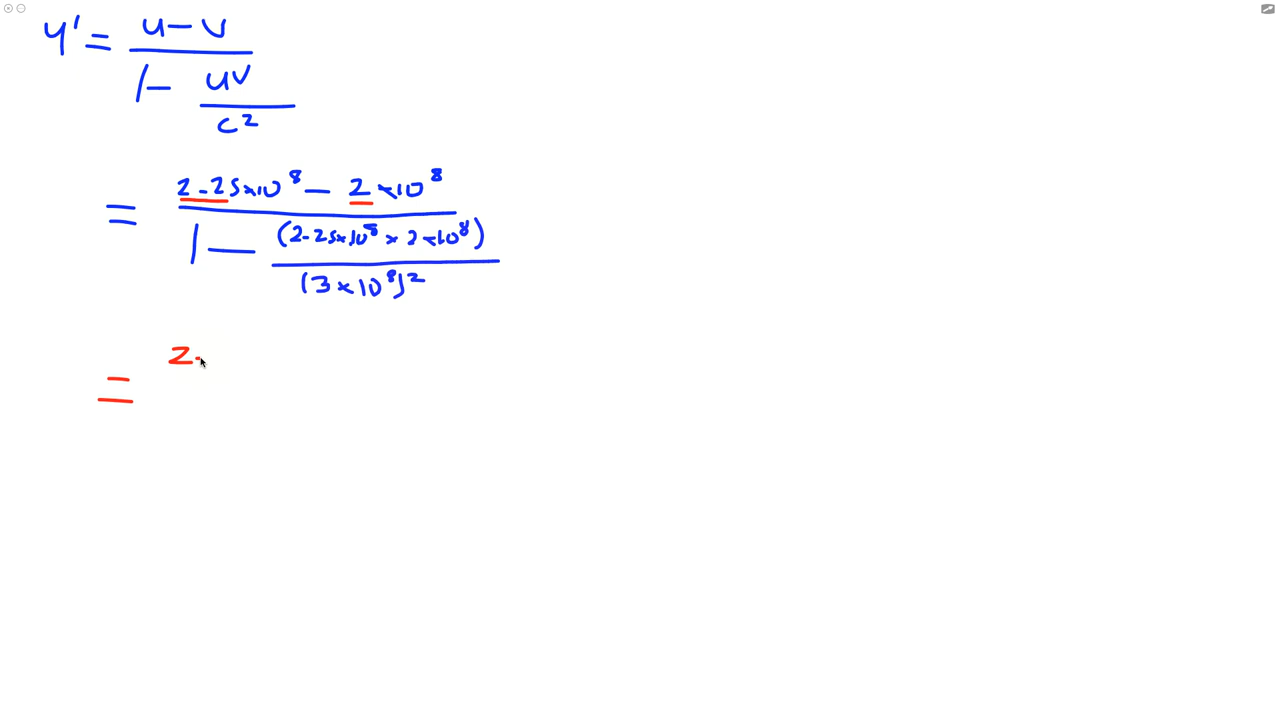 u' = u - v
1 - uv
c²
= 2.25×10⁸ - 2×10⁸
1 - (2.25×10⁸ × 2×10⁸)
(3×10⁸)²
= 2.